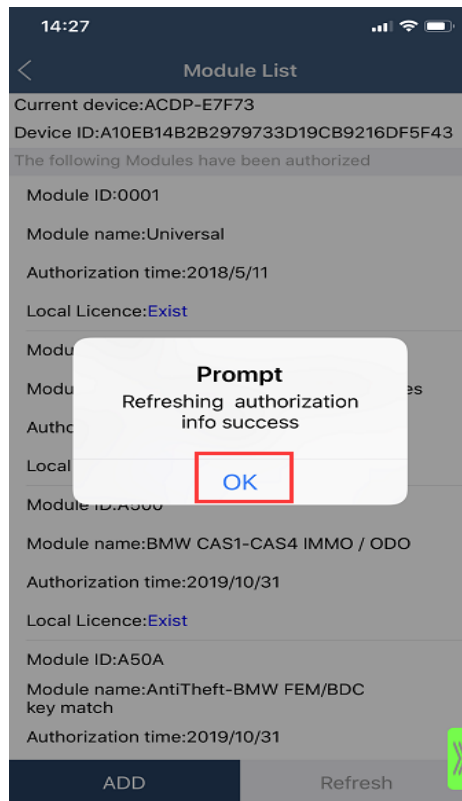 14:27
Module List
Current device:ACDP-E7F73
Device ID:A10EB14B2B2979733D19CB9216DF5F43
The following Modules have been authorized
Module ID:0001
Module name:Universal
Authorization time:2018/5/11
Local Licence:Exist
Prompt
Refreshing authorization
info success
OK
Local
Module name:BMW CAS1-CAS4 IMMO / ODO
Authorization time:2019/10/31
Local Licence:Exist
Module ID:A50A
Module name:AntiTheft-BMW FEM/BDC
key match
Authorization time:2019/10/31
ADD
Refresh